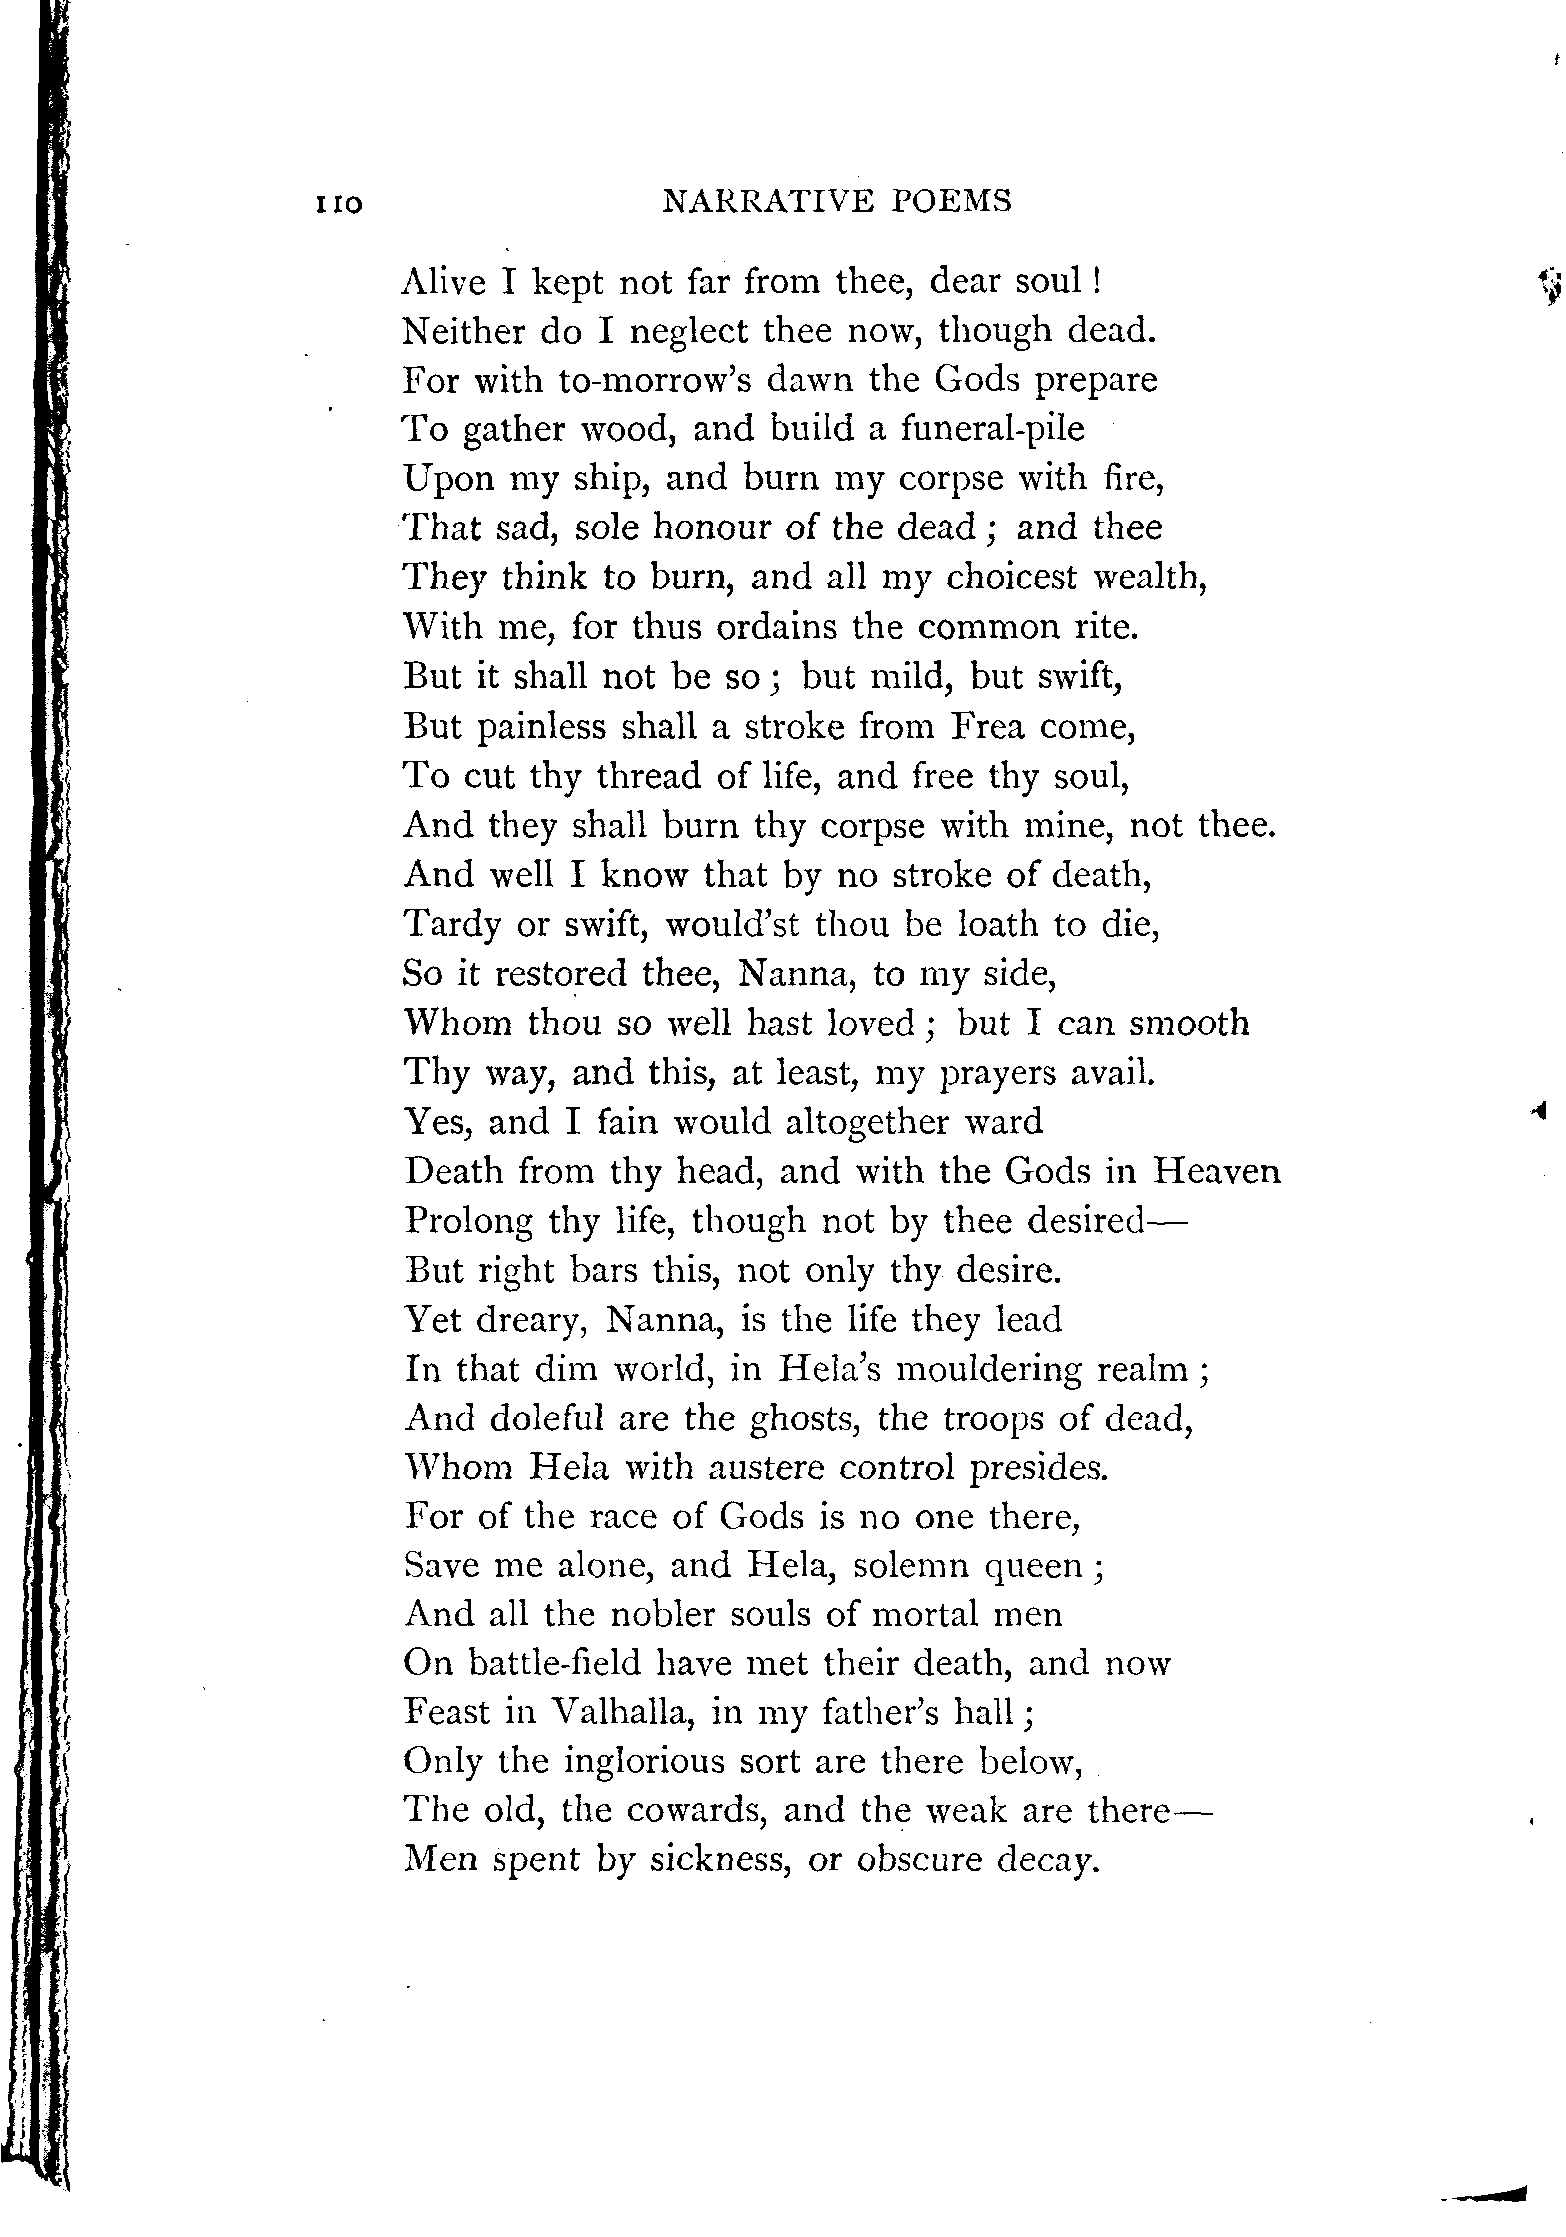 110 NARRATIVE POEMS
Alive I kept not far from thee, dear soul !
Neither do I neglect thee now, though dead.
For with to-morrow's dawn the Gods prepare
To gather wood, and build a funeral-pile
Upon my ship, and burn my corpse with fire,
That sad, sole honour of the dead ; and thee
They think to burn, and all my choicest wealth,
With me, for thus ordains the common rite.
But it shall not be so ; but mild, but swift,
But painless shall a stroke from Frea come,
To cut thy thread of life, and free thy soul,
And they shall burn thy corpse with mine, not thee.
And well I know that by no stroke of death,
Tardy or swift, would'st thou be loath to die,
So it restored thee, Nanna, to my side,
Whom thou so well hast loved ; but I can smooth
Thy way, and this, at least, my prayers avail.
Yes, and I fain would altogether ward
Death from thy head, and with the Gods in Heaven
Prolong thy life, though not by thee desired—
But right bars this, not only thy desire.
Yet dreary, Nanna, is the life they lead
In that dim world, in Hela's mouldering realm ;
And doleful are the ghosts, the troops of dead,
Whom Hela with austere control presides.
For of the race of Gods is no one there,
Save me alone, and Hela, solemn queen ;
And all the nobler souls of mortal men
On battle-field have met their death, and now
Feast in Valhalla, in my father's hall ;
Only the inglorious sort are there below,
The old, the cowards, and the weak are there—
Men spent by sickness, or obscure decay.